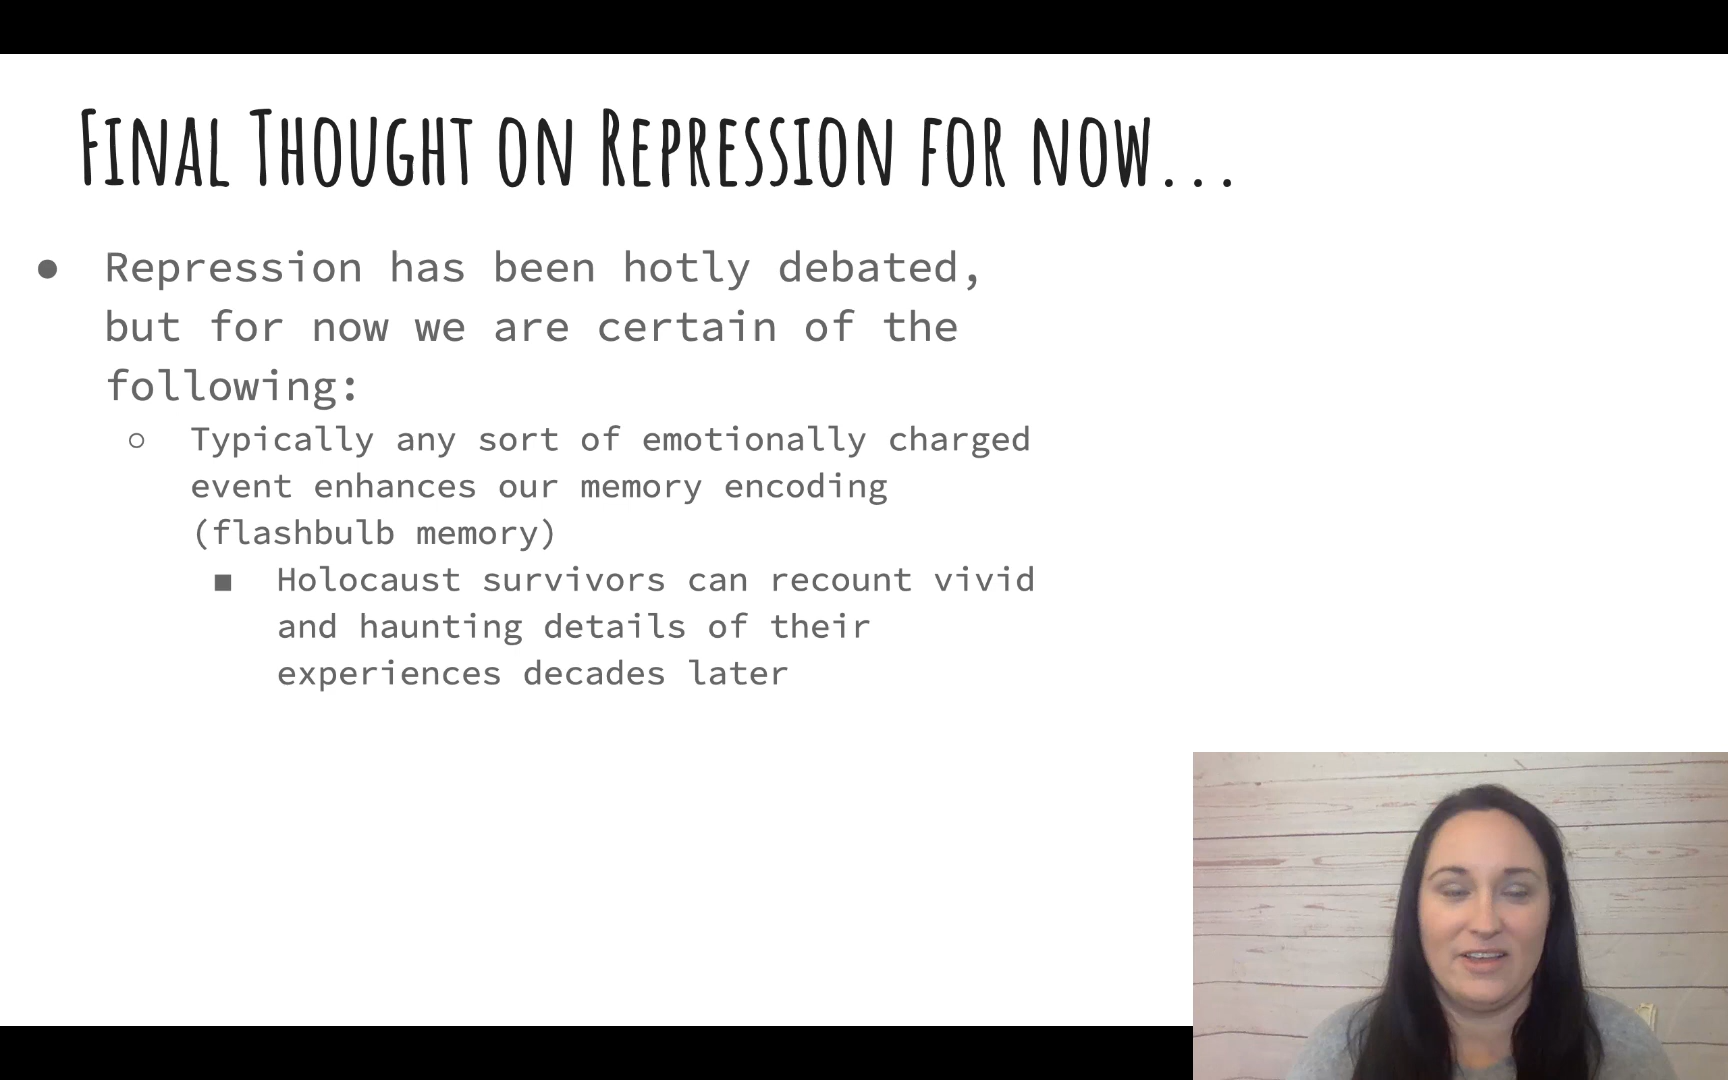 Final Thought on Repression for now...
● Repression has been hotly debated,
but for now we are certain of the
following:
○ Typically any sort of emotionally charged
event enhances our memory encoding
(flashbulb memory)
■ Holocaust survivors can recount vivid
and haunting details of their
experiences decades later